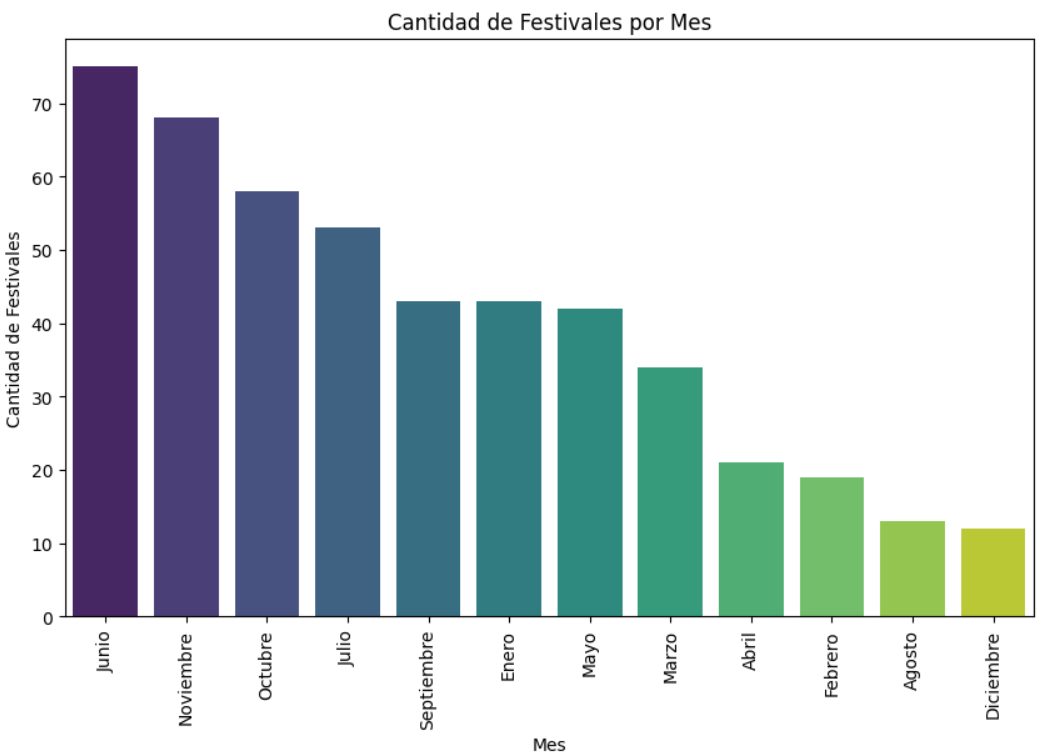 Cantidad de Festivales por Mes
Cantidad de Festivales
70
60
50
40
30
20
10
0
Junio
Noviembre
Octubre
Julio
Septiembre
Enero
Mayo
Marzo
Abril
Febrero
Agosto
Diciembre
Mes